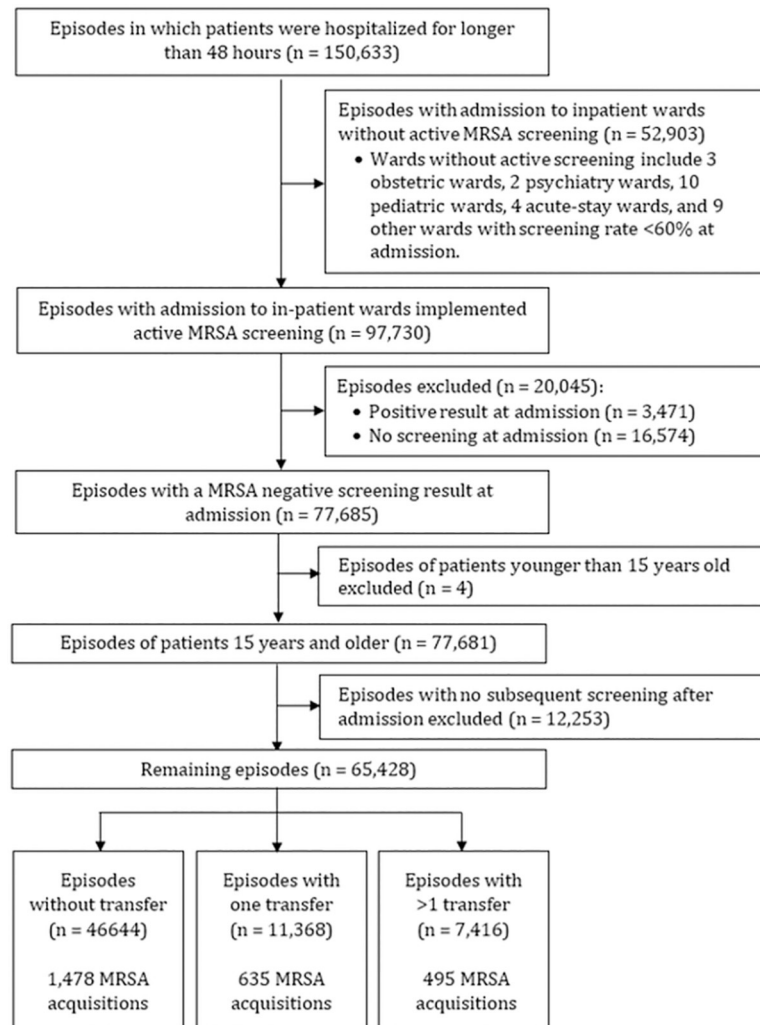 Episodes in which patients were hospitalized for longer
than 48 hours (n = 150,633)
Episodes with admission to inpatient wards
without active MRSA screening (n = 52,903)
• Wards without active screening include 3
obstetric wards, 2 psychiatry wards, 10
pediatric wards, 4 acute-stay wards, and 9
other wards with screening rate <60% at
admission.
Episodes with admission to in-patient wards implemented
active MRSA screening (n = 97,730)
Episodes excluded (n = 20,045):
• Positive result at admission (n = 3,471)
• No screening at admission (n = 16,574)
Episodes with a MRSA negative screening result at
admission (n = 77,685)
Episodes of patients younger than 15 years old
excluded (n = 4)
Episodes of patients 15 years and older (n = 77,681)
Episodes with no subsequent screening after
admission excluded (n = 12,253)
Remaining episodes (n = 65,428)
Episodes
without transfer
(n = 46644)
1,478 MRSA
acquisitions
Episodes with
one transfer
(n = 11,368)
635 MRSA
acquisitions
Episodes with
>1 transfer
(n = 7,416)
495 MRSA
acquisitions